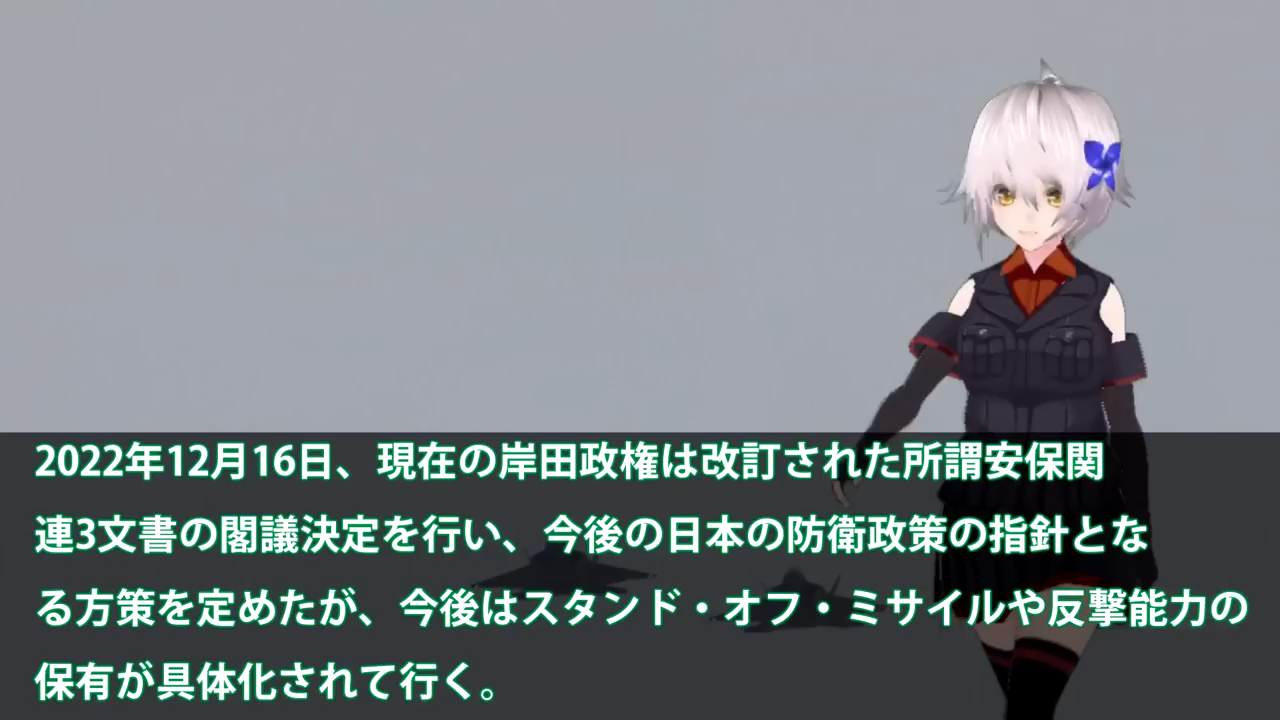 2022年12月16日、現在の岸田政権は改訂された所謂安保関
連3文書の閣議決定を行い、今後の日本の防衛政策の指針とな
る方策を定めたが、今後はスタンド・オフ・ミサイルや反撃能力の
保有が具体化されて行く。